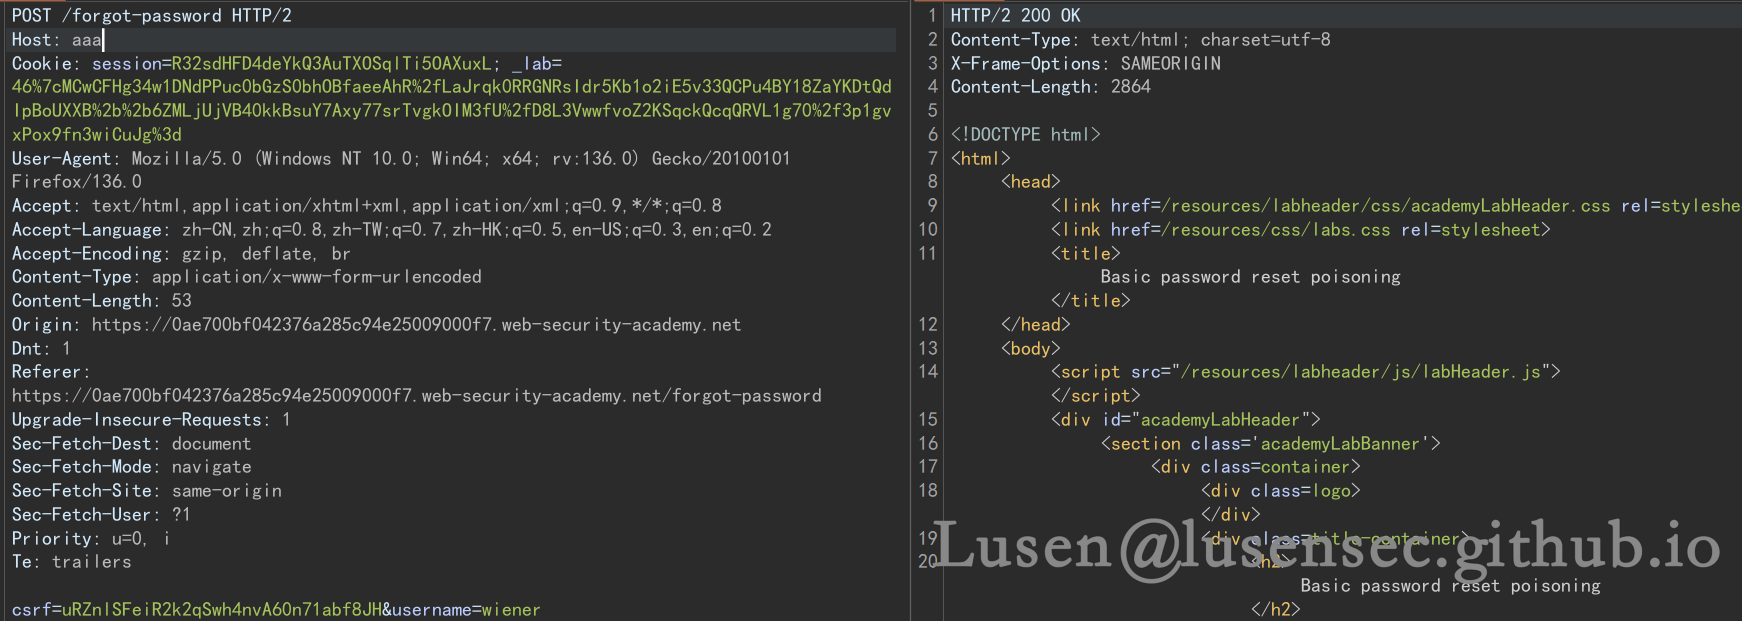 POST /forgot-password HTTP/2
Host: aaa
Cookie: session=R32sdHFD4deYkQ3AuTXOSqlTi5OAXuxL; _lab=
46%7cMCwCFHg34w1DNdPPucObGzSObhOBfaeeAhR%2fLaJrqkORRGNRsIdr5Kb1o2iE5v33QCPu4BY18ZaYKDtQd
IpBoUXXB%2b%2b6ZMLjUjVB40kkBsuY7Axy77srTvgkOIM3fU%2fD8L3VwwfvoZ2KSqckQcqQRVL1g70%2f3p1gv
xPox9fn3wiCuJg%3d
User-Agent: Mozilla/5.0 (Windows NT 10.0; Win64; x64; rv:136.0) Gecko/20100101
Firefox/136.0
Accept: text/html,application/xhtml+xml,application/xml;q=0.9,*/*;q=0.8
Accept-Language: zh-CN,zh;q=0.8,zh-TW;q=0.7,zh-HK;q=0.5,en-US;q=0.3,en;q=0.2
Accept-Encoding: gzip, deflate, br
Content-Type: application/x-www-form-urlencoded
Content-Length: 53
Origin: https://0ae700bf042376a285c94e25009000f7.web-security-academy.net
Dnt: 1
Referer:
https://0ae700bf042376a285c94e25009000f7.web-security-academy.net/forgot-password
Upgrade-Insecure-Requests: 1
Sec-Fetch-Dest: document
Sec-Fetch-Mode: navigate
Sec-Fetch-Site: same-origin
Sec-Fetch-User: ?1
Priority: u=0, i
Te: trailers
csrf=uRZnlSFeiR2k2qSwh4nvA60n71abf8JH&username=wiener
1 HTTP/2 200 OK
2 Content-Type: text/html; charset=utf-8
3 X-Frame-Options: SAMEORIGIN
4 Content-Length: 2864
5
6 <!DOCTYPE html>
7 <html>
8 <head>
9 <link href=/resources/labheader/css/academyLabHeader.css rel=styleshe
10 <link href=/resources/css/labs.css rel=stylesheet>
11 <title>
Basic password reset poisoning
</title>
12 </head>
13 <body>
14 <script src="/resources/labheader/js/labHeader.js">
</script>
15 <div id="academyLabHeader">
16 <section class='academyLabBanner'>
17 <div class=container>
18 <div class=logo>
</div>
19 <div class=title-container>
20 <h2>
Basic password reset poisoning
</h2>
Lusen@lusensec.github.io